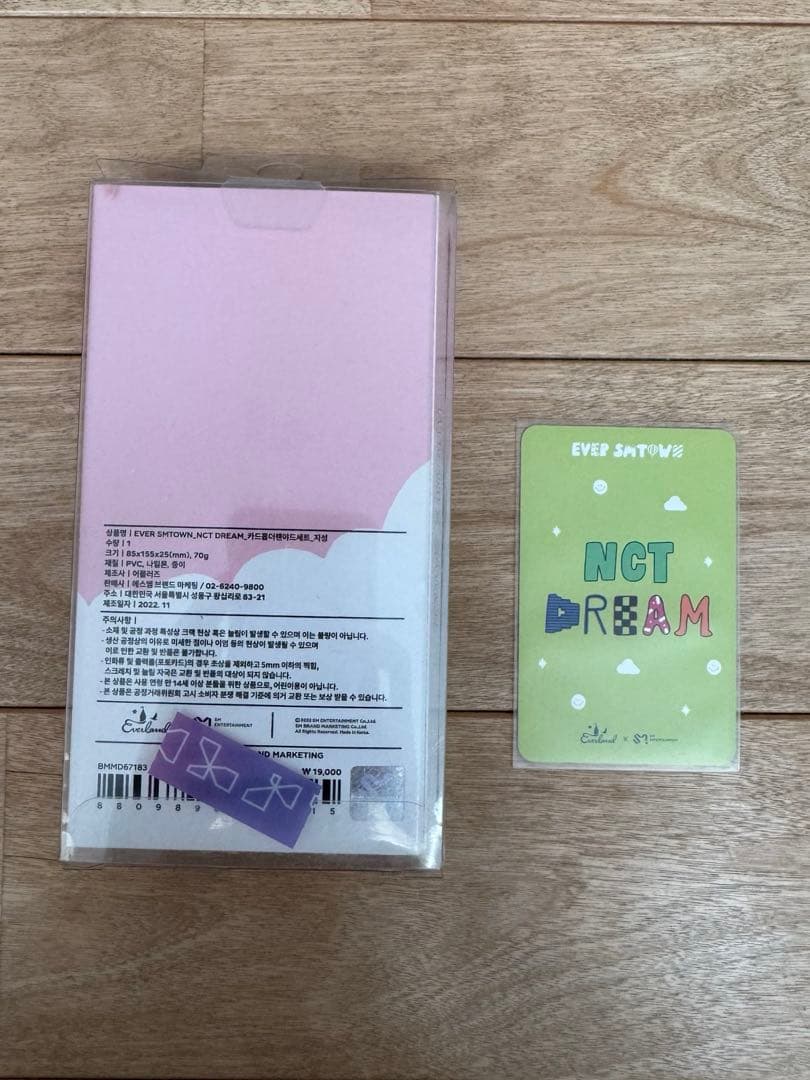 상품명 | EVER SMTOWN_NCT DREAM_카드홀더랜야드세트_지성
수량 | 1
크기 | 85x155x25(mm), 70g
재질 | PVC, 나일론, 종이
제조사 | 어플러즈
판매사 | 에스엠 브랜드 마케팅 / 02-6240-9800
주소 | 대한민국 서울특별시 성동구 왕십리로 83-21
제조일자 | 2022. 11
주의사항 |
- 소재 및 공정 과정 특성상 크랙 현상 혹은 눌림이 발생할 수 있으며 이는 불량이 아닙니다.
- 생산 공정상의 이유로 미세한 점이나 이염 등의 현상이 발생될 수 있으며
이로 인한 교환 및 반품은 불가합니다.
- 인화류 및 출력물(포토카드)의 경우 초상을 제외하고 5mm 이하의 찍힘,
스크래치 및 눌림 자국은 교환 및 반품의 대상이 되지 않습니다.
- 본 상품은 사용 연령 만 14세 이상 분들을 위한 상품으로, 어린이용이 아닙니다.
- 본 상품은 공정거래위원회 고시 소비자 분쟁 해결 기준에 의거 교환 또는 보상 받을 수 있습니다.
Everland
SM ENTERTAINMENT
© 2022 SM ENTERTAINMENT Co.,Ltd.
SM BRAND MARKETING Co.,Ltd.
All Rights Reserved. Made in Korea.
MARKETING
BMMD67183
₩ 19,000
8 8 0 9 8 9
1 5
EVER SMTOWN
NCT
DREAM
Everland x SM ENTERTAINMENT